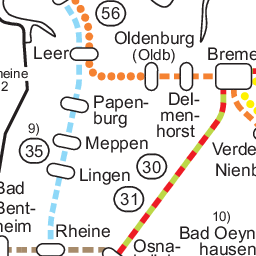 56
Oldenburg
(Oldb)
Leer
Breme
heine
2
Papen-
burg
Del-
men-
horst
9)
35
Meppen
Verde
Nienb
30
Lingen
31
Bad
Bent-
heim
10)
Rheine
Bad Oeyn
Osna-
hausen